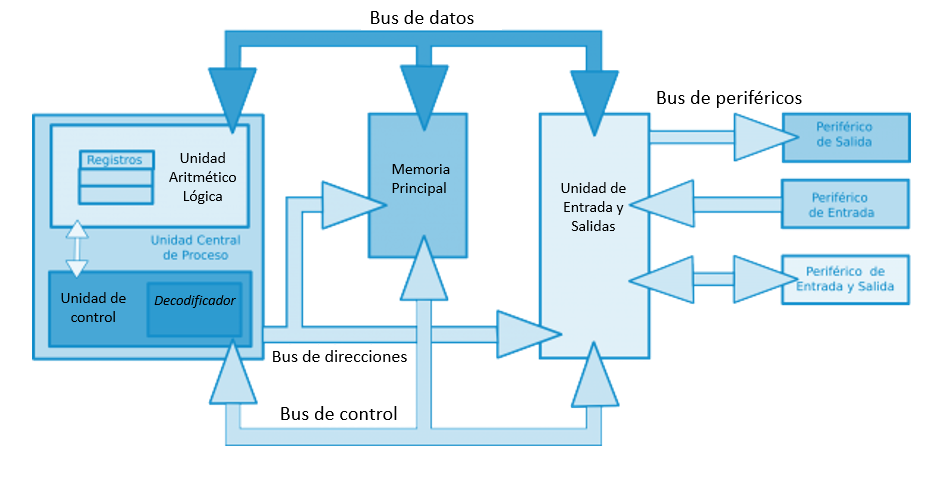 Bus de datos
Bus de periféricos
Registros
Unidad
Aritmético
Lógica
Unidad Central
de Proceso
Unidad de
control
Decodificador
Memoria
Principal
Unidad de
Entrada y
Salidas
Periférico
de Salida
Periférico
de Entrada
Periférico de
Entrada y Salida
Bus de direcciones
Bus de control